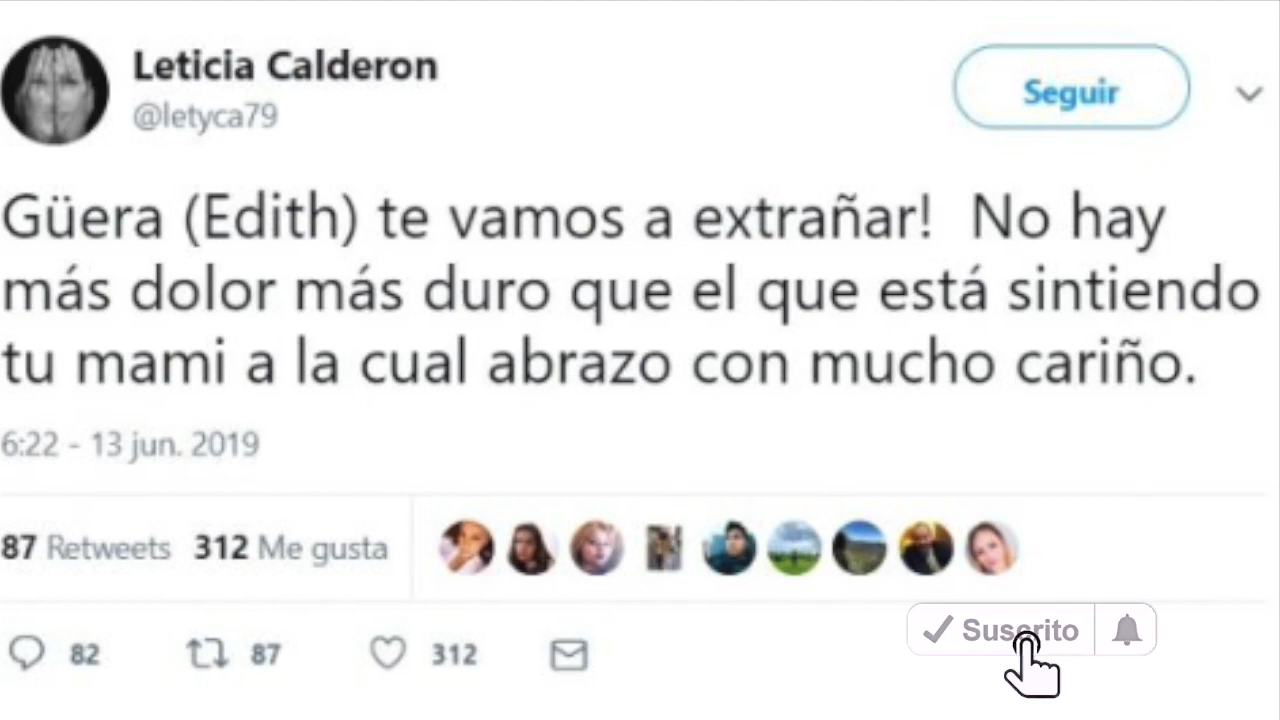 Leticia Calderon
@letyca79
Seguir
Güera (Edith) te vamos a extrañar! No hay
más dolor más duro que el que está sintiendo
tu mami a la cual abrazo con mucho cariño.
6:22 - 13 jun. 2019
87 Retweets 312 Me gusta
82 87 312
Suscrito